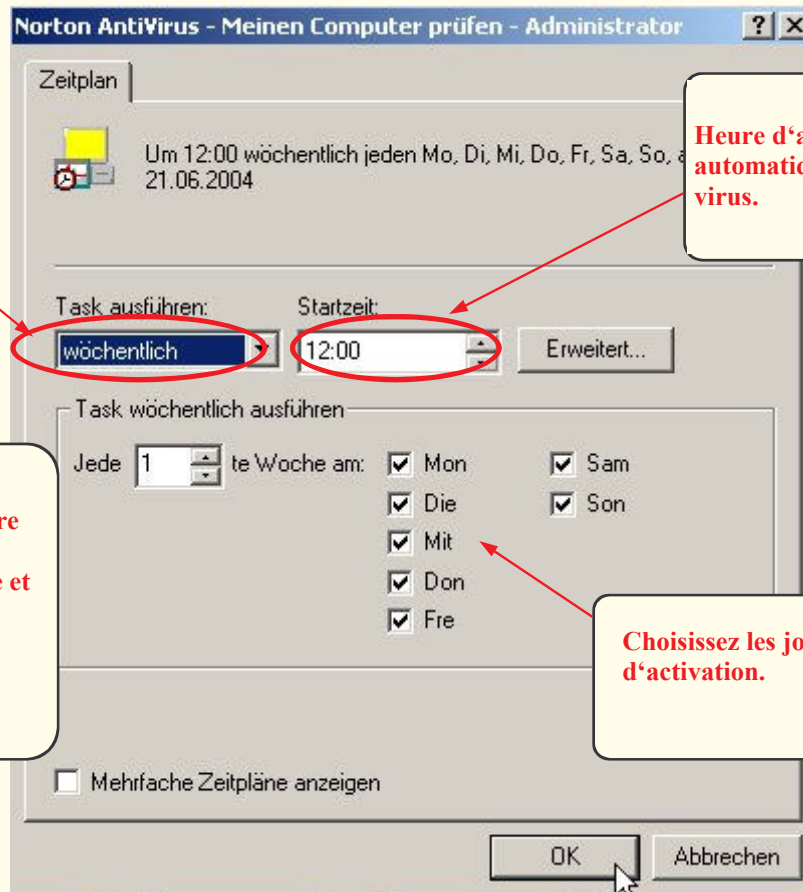 Norton AntiVirus - Meinen Computer prüfen - Administrator
Zeitplan
Um 12:00 wöchentlich jeden Mo, Di, Mi, Do, Fr, Sa, So,
21.06.2004
Heure d‘
virus.
Task ausführen:
Startzeit:
wöchentlich
12:00
Erweitert...
Task wöchentlich ausführen
Jede 1 te Woche am:
Mon
Sam
Die
Son
Mit
Don
Fre
et
Choisissez les
d‘activation.
Mehrfache Zeitpläne anzeigen
OK
Abbrechen